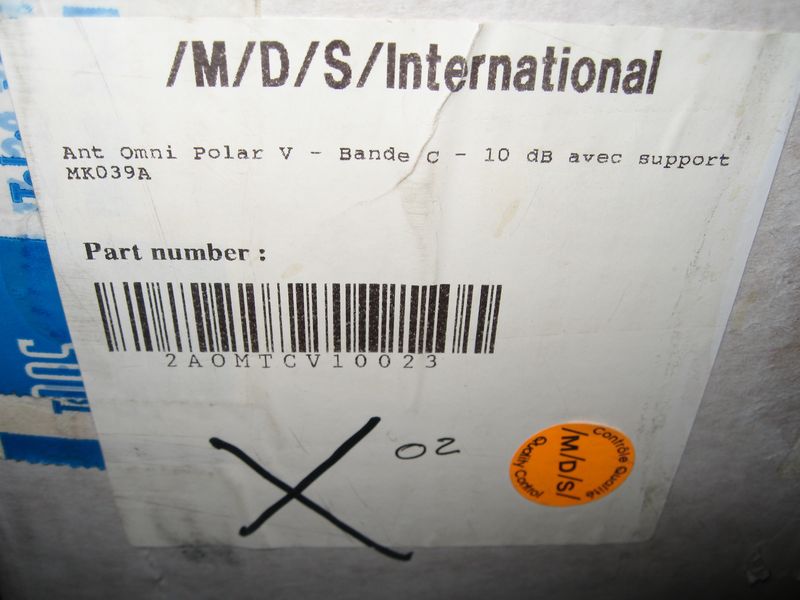 /M/D/S/International
Ant Omni Polar V - Bande C - 10 dB avec support
MK039A
Part number :
2AOMTCV10023
X 02
Contrôle Qualité
/M/D/S/
Quality Control